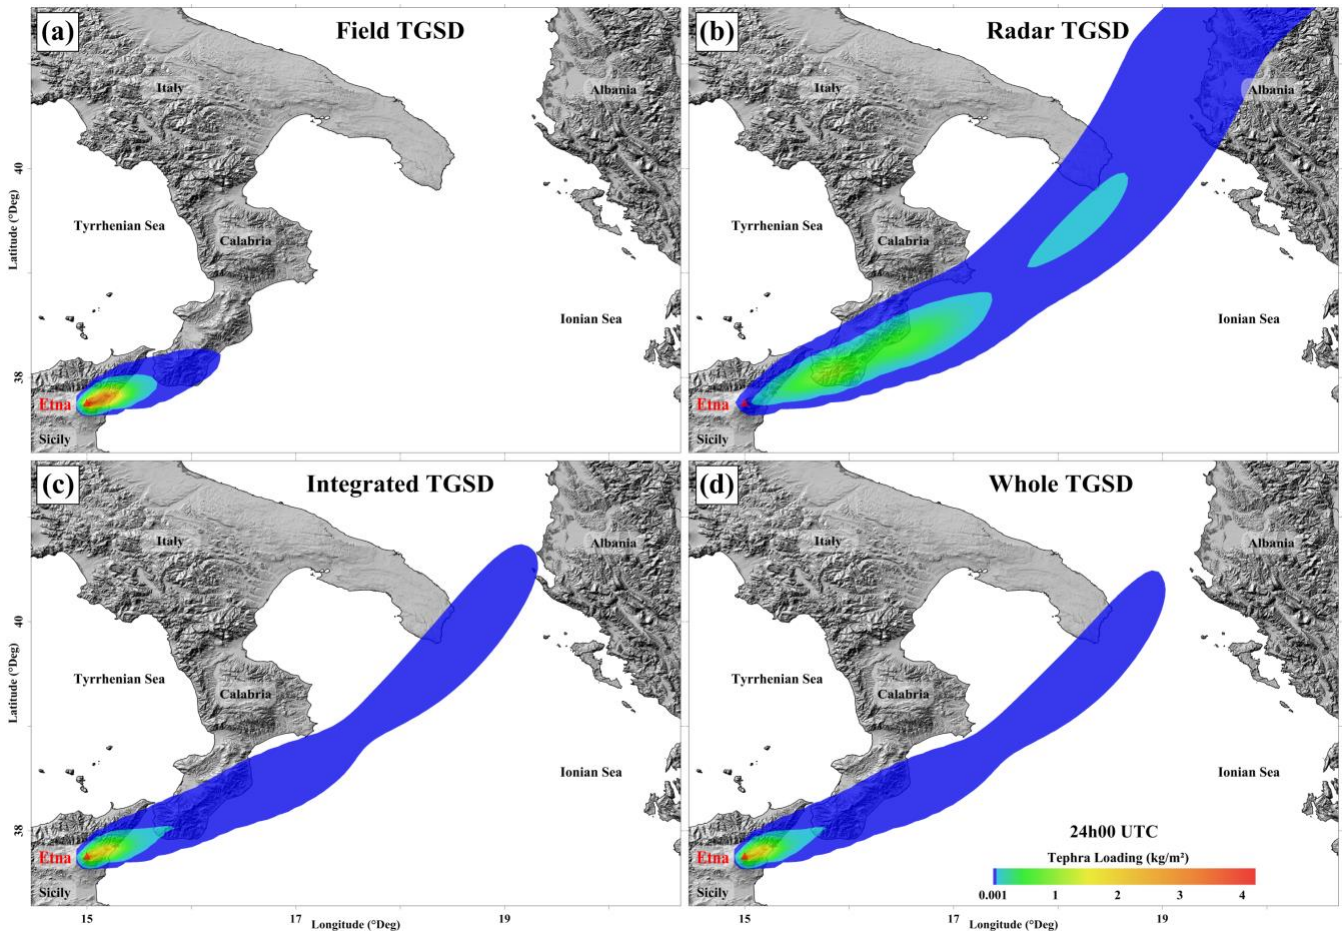 (a)
Field TGSD
(b)
Radar TGSD
Italy
Albania
Italy
Albania
40
Latitude (°Deg)
Tyrrhenian Sea
Calabria
Ionian Sea
Tyrrhenian Sea
Calabria
Ionian Sea
38
Etna
Sicily
Etna
Sicily
(c)
Integrated TGSD
(d)
Whole TGSD
Italy
Albania
Italy
Albania
40
Latitude (°Deg)
Tyrrhenian Sea
Calabria
Ionian Sea
Tyrrhenian Sea
Calabria
Ionian Sea
38
Etna
Sicily
Etna
Sicily
24h00 UTC
Tephra Loading (kg/m²)
0.001 1 2 3 4
15 17 19
Longitude (°Deg)
15 17 19
Longitude (°Deg)